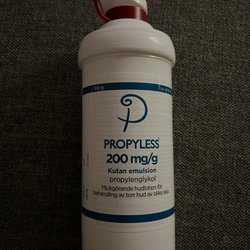 PROPYLESS
200 mg/g
Kutan emulsion
propylenglykol
Mjukgörande hudlotion för
behandling av torr hud av olika slag